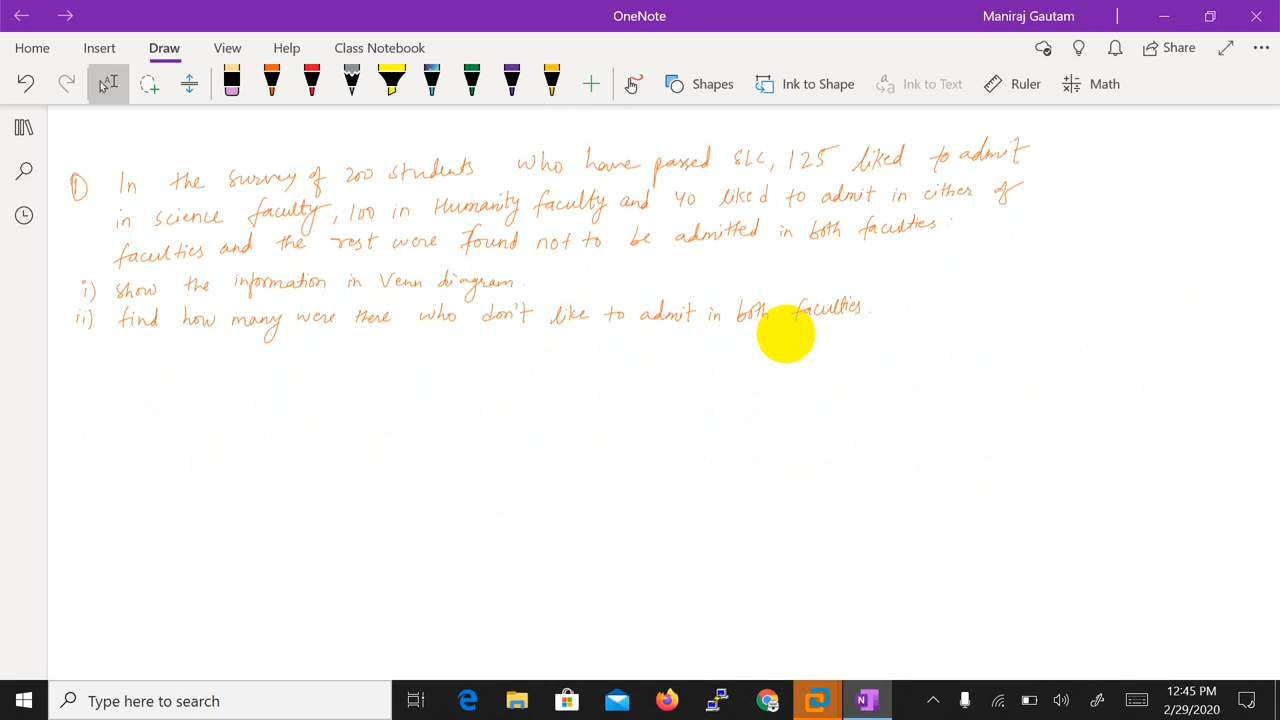 OneNote
Maniraj Gautam
Home Insert Draw View Help Class Notebook
Share
Shapes Ink to Shape Ink to Text Ruler Math
① In the survey of 200 students who have passed SLC, 125 liked to admit
in science faculty, 100 in Humanity faculty and 40 liked to admit in either of
faculties and the rest were found not to be admitted in both faculties.
i) show the information in Venn diagram.
ii) find how many were there who don't like to admit in both faculties.
Type here to search
12:45 PM
2/29/2020